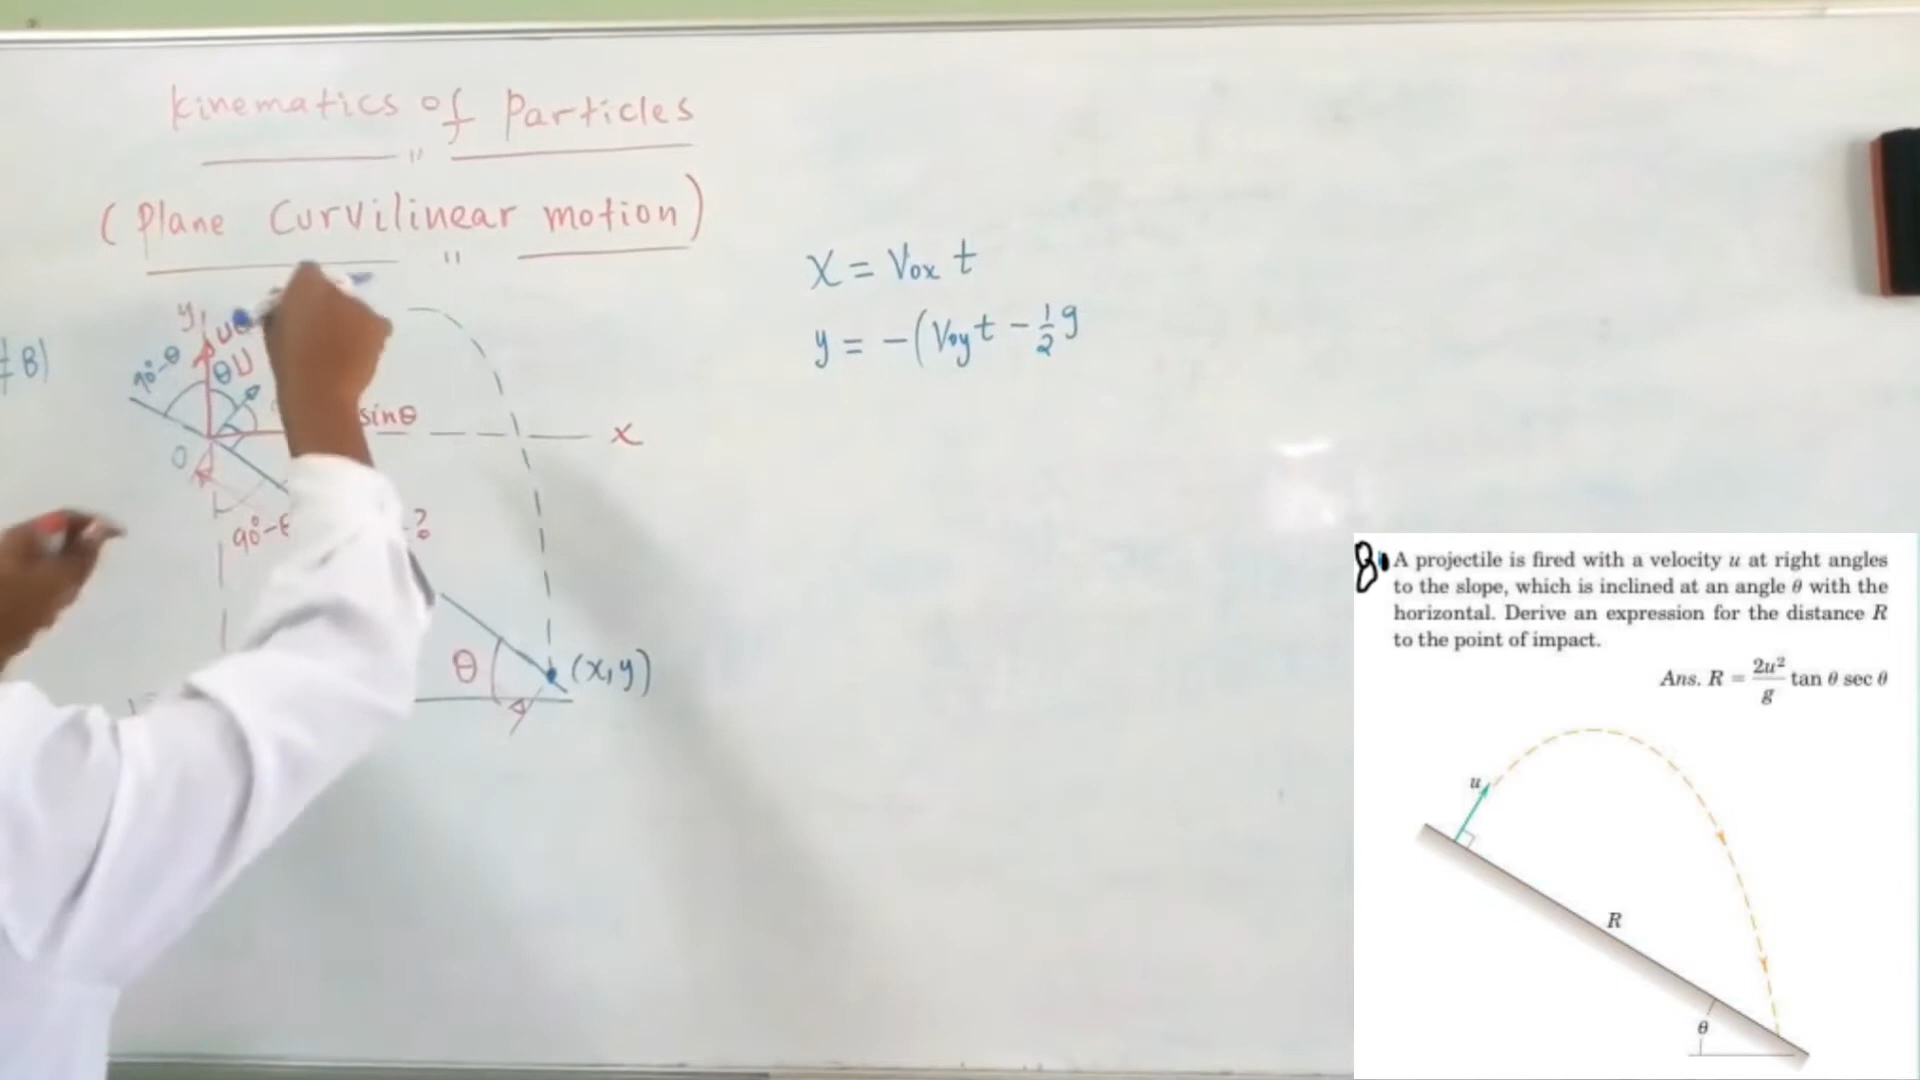 Kinematics of Particles
(Plane Curvilinear motion)
# 8)
y
90°-θ
θ
U
sinθ
x
O
?
θ
(x,y)
X = Vox t
y = -(Voyt - 1/2 g
8. A projectile is fired with a velocity u at right angles
to the slope, which is inclined at an angle θ with the
horizontal. Derive an expression for the distance R
to the point of impact.
Ans. R = 2u²/g tan θ sec θ
u
R
θ